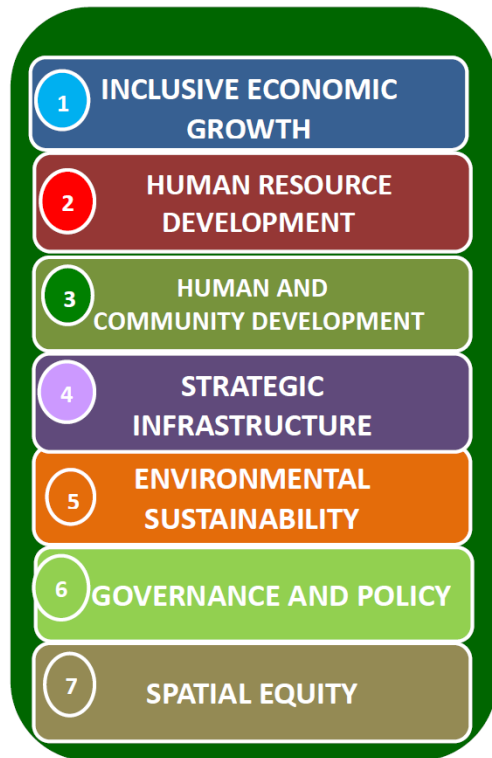 1
INCLUSIVE ECONOMIC
GROWTH
2
HUMAN RESOURCE
DEVELOPMENT
3
HUMAN AND
COMMUNITY DEVELOPMENT
4
STRATEGIC
INFRASTRUCTURE
5
ENVIRONMENTAL
SUSTAINABILITY
6
GOVERNANCE AND POLICY
7
SPATIAL EQUITY